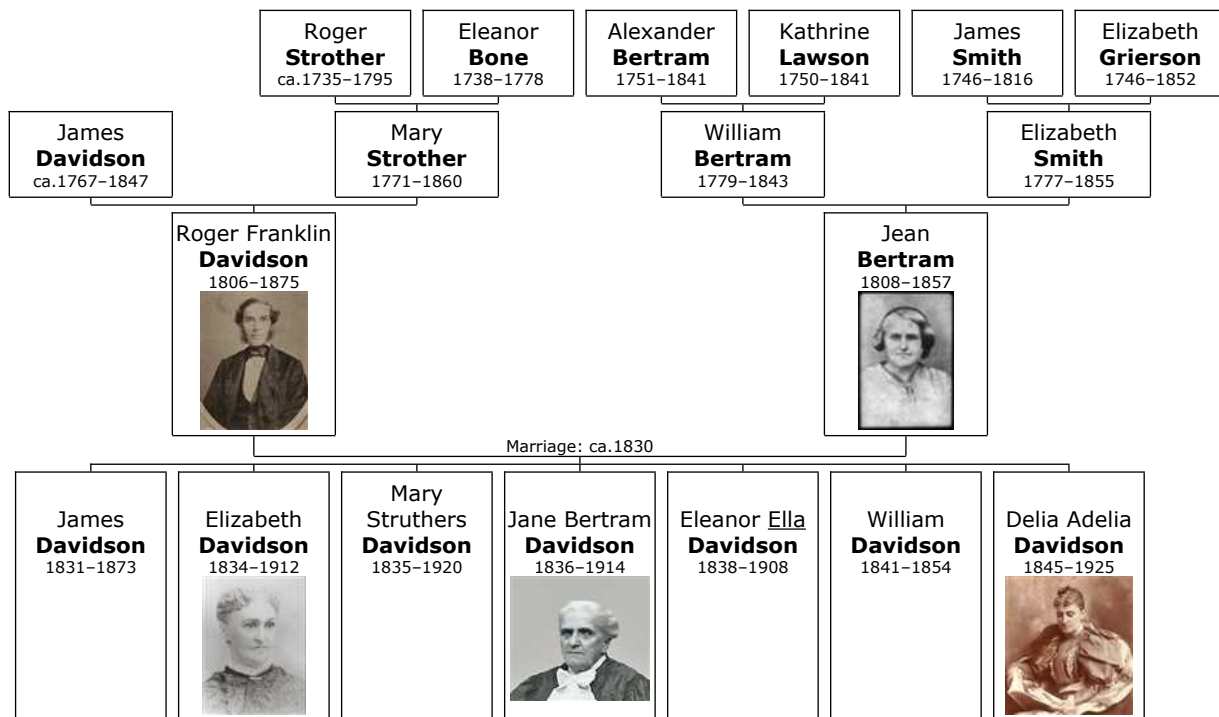 Roger
Strother
ca.1735–1795
Eleanor
Bone
1738–1778
Alexander
Bertram
1751–1841
Kathrine
Lawson
1750–1841
James
Smith
1746–1816
Elizabeth
Grierson
1746–1852
James
Davidson
ca.1767–1847
Mary
Strother
1771–1860
William
Bertram
1779–1843
Elizabeth
Smith
1777–1855
Roger Franklin
Davidson
1806–1875
Jean
Bertram
1808–1857
Marriage: ca.1830
James
Davidson
1831–1873
Elizabeth
Davidson
1834–1912
Mary
Struthers
Davidson
1835–1920
Jane Bertram
Davidson
1836–1914
Eleanor Ella
Davidson
1838–1908
William
Davidson
1841–1854
Delia Adelia
Davidson
1845–1925